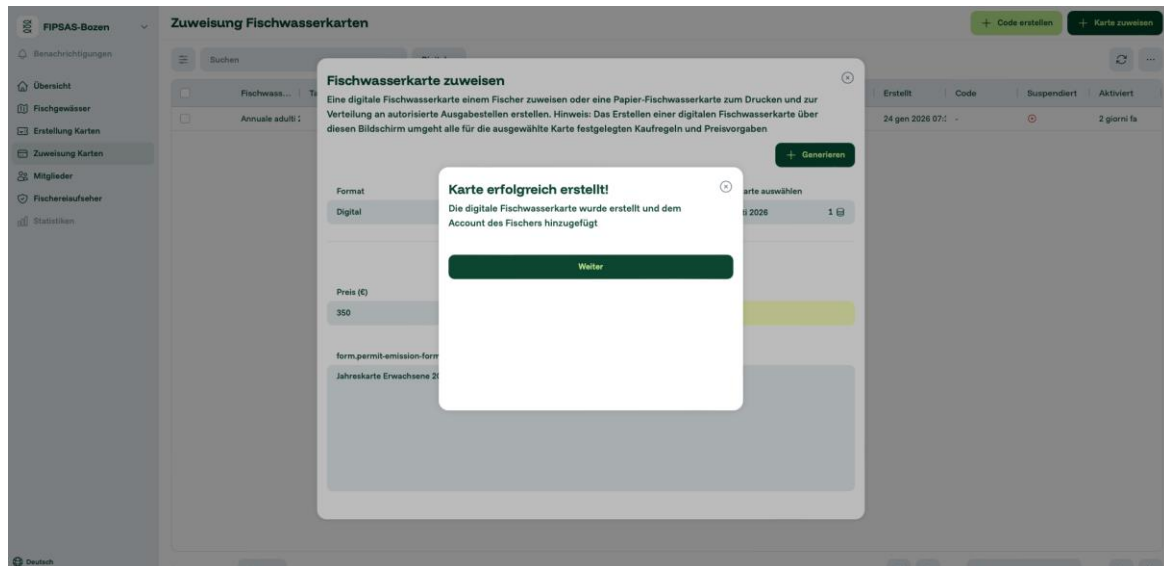 FIPSAS-Bozen
Zuweisung Fischwasserkarten
+ Code erstellen
+ Karte zuweisen
Benachrichtigungen
Suchen
Übersicht
Fischgewässer
Erstellung Karten
Zuweisung Karten
Mitglieder
Fischereiaufseher
Statistiken
Fischwass...
Erstellt
Code
Suspendiert
Aktiviert
Annuale adulti 2
24 gen 2026 07:2
-
2 giorni fa
Fischwasserkarte zuweisen
Eine digitale Fischwasserkarte einem Fischer zuweisen oder eine Papier-Fischwasserkarte zum Drucken und zur
Verteilung an autorisierte Ausgabestellen erstellen. Hinweis: Das Erstellen einer digitalen Fischwasserkarte über
diesen Bildschirm umgeht alle für die ausgewählte Karte festgelegten Kaufregeln und Preisvorgaben
+ Generieren
Format
arte auswählen
Digital
ti 2026
1
Karte erfolgreich erstellt!
Die digitale Fischwasserkarte wurde erstellt und dem
Account des Fischers hinzugefügt
Weiter
Preis (€)
350
form.permit-emission-form
Jahreskarte Erwachsene 20
Deutsch